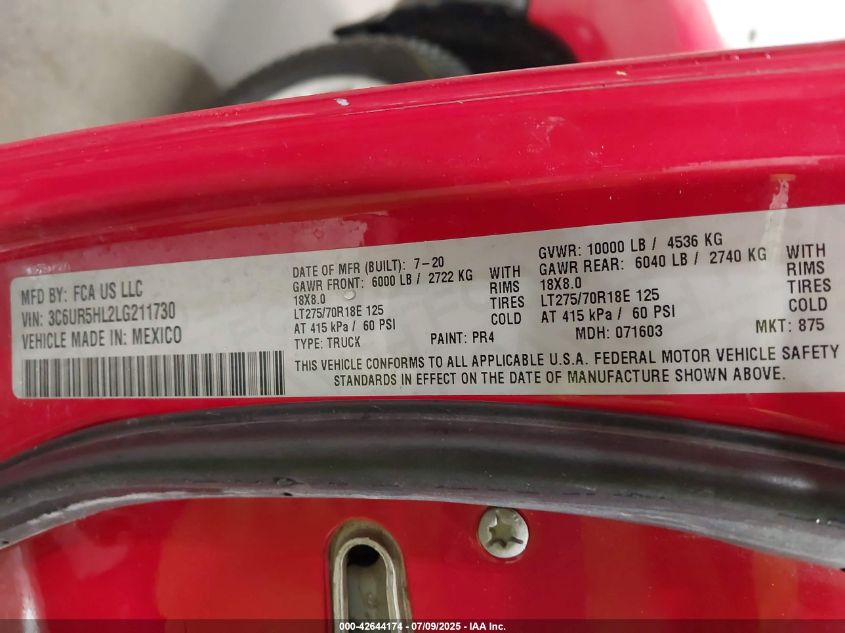 MFD BY: FCA US LLC
VIN: 3C6UR5HL2LG211730
VEHICLE MADE IN: MEXICO
DATE OF MFR (BUILT): 7-20
GAWR FRONT: 6000 LB / 2722 KG WITH
18X8.0 RIMS
LT275/70R18E 125 TIRES
AT 415 kPa / 60 PSI COLD
TYPE: TRUCK PAINT: PR4
GVWR: 10000 LB / 4536 KG
GAWR REAR: 6040 LB / 2740 KG WITH
18X8.0 RIMS
LT275/70R18E 125 TIRES
AT 415 kPa / 60 PSI COLD
MDH: 071603 MKT: 875
THIS VEHICLE CONFORMS TO ALL APPLICABLE U.S.A. FEDERAL MOTOR VEHICLE SAFETY
STANDARDS IN EFFECT ON THE DATE OF MANUFACTURE SHOWN ABOVE.
000-42644174 - 07/09/2025 - IAA Inc.